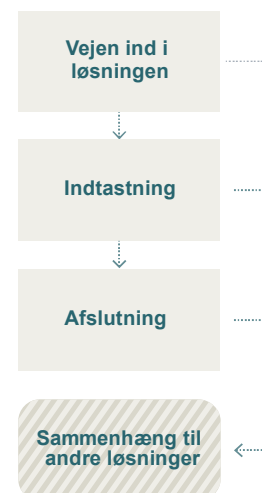 Vejen ind i
løsningen
Indtastning
Afslutning
Sammenhæng til
andre løsninger